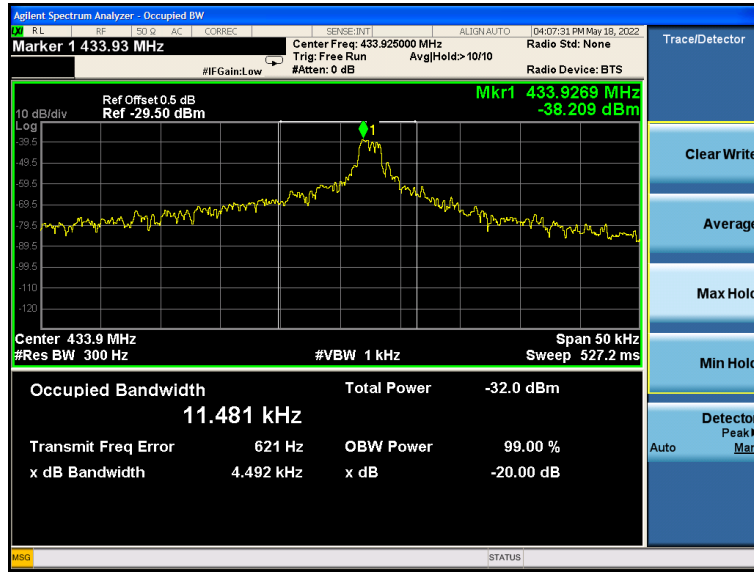 Agilent Spectrum Analyzer - Occupied BW
LXI RL RF 50 Ω AC CORREC SENSE:INT ALIGN AUTO 04:07:31 PM May 18, 2022
Marker 1 433.93 MHz Center Freq: 433.925000 MHz Radio Std: None
Trig: Free Run Avg|Hold:>10/10
#IFGain:Low #Atten: 0 dB Radio Device: BTS
Ref Offset 0.5 dB Mkr1 433.9269 MHz
10 dB/div Ref -29.50 dBm -38.209 dBm
Log
1
-39.5
-49.5
-59.5
-69.5
-79.5
-89.5
-99.5
-110
-120
Center 433.9 MHz Span 50 kHz
#Res BW 300 Hz #VBW 1 kHz Sweep 527.2 ms
Occupied Bandwidth Total Power -32.0 dBm
11.481 kHz
Transmit Freq Error 621 Hz OBW Power 99.00 %
x dB Bandwidth 4.492 kHz x dB -20.00 dB
MSG STATUS
Trace/Detector
Clear Write
Average
Max Hold
Min Hold
Detector
Peak
Auto Man